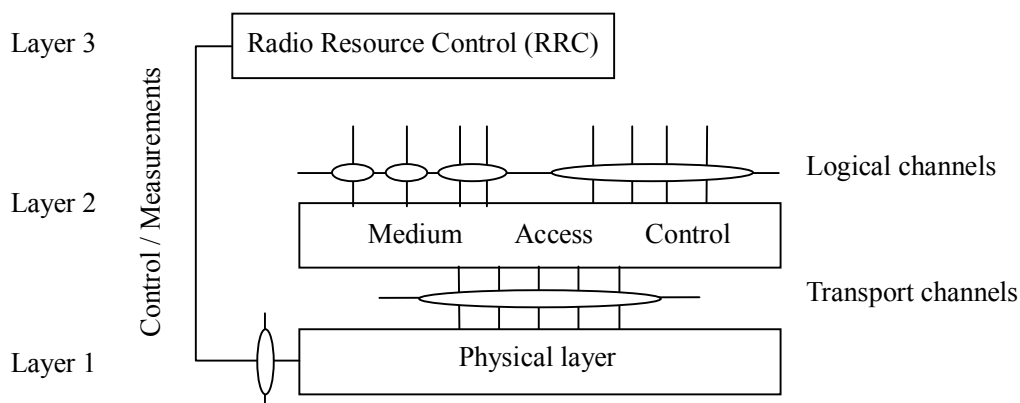 Layer 3
Radio Resource Control (RRC)
Control / Measurements
Logical channels
Layer 2
Medium Access Control
Transport channels
Layer 1
Physical layer